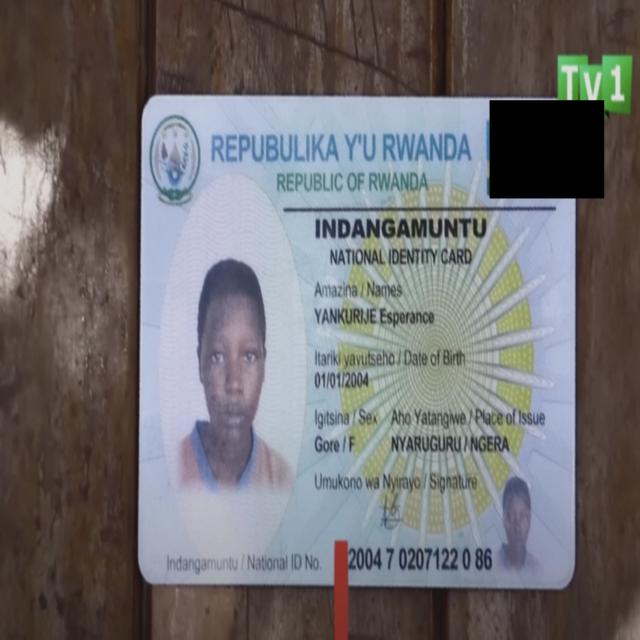 Tv1
REPUBULIKA Y'U RWANDA
REPUBLIC OF RWANDA
INDANGAMUNTU
NATIONAL IDENTITY CARD
Amazina / Names
YANKURIJE Esperance
Itariki yavutseho / Date of Birth
01/01/2004
Igitsina / Sex Aho Yatangiwe / Place of Issue
Gore / F NYARUGURU / NGERA
Umukono wa Nyirayo / Signature
Indangamuntu / National ID No. 2004 7 0207122 0 86